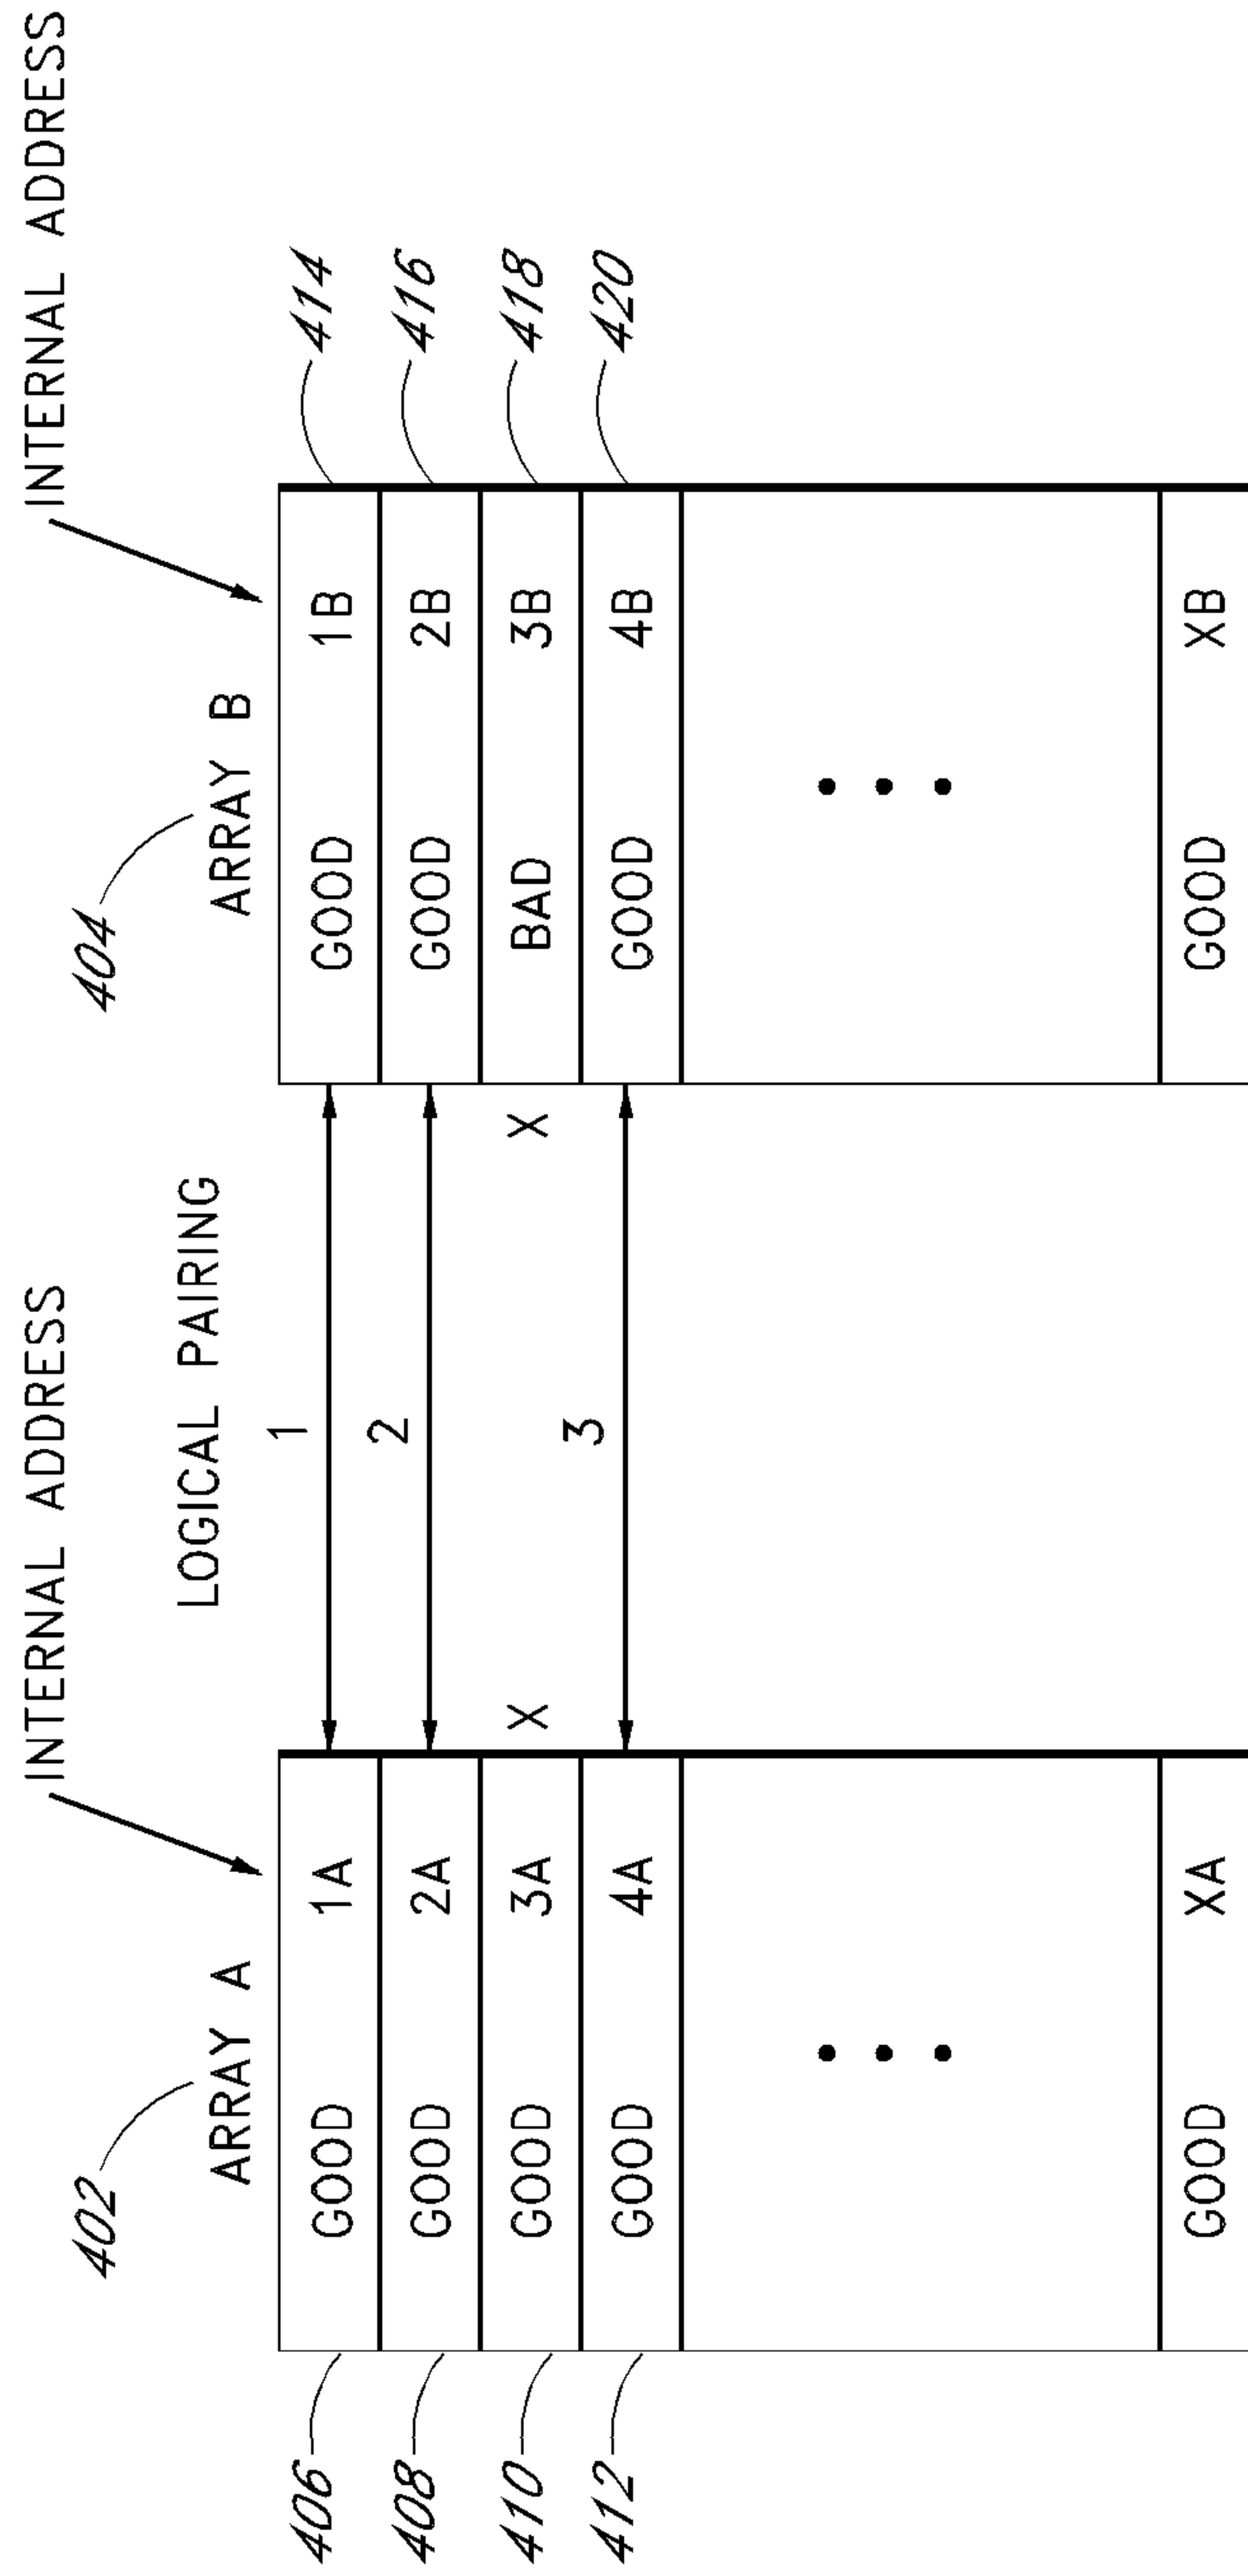 INTERNAL ADDRESS INTERNAL ADDRESS
402 404
ARRAY A LOGICAL PAIRING ARRAY B
406 GOOD 1A 1 GOOD 1B 414
408 GOOD 2A 2 GOOD 2B 416
410 GOOD 3A X X BAD 3B 418
412 GOOD 4A 3 GOOD 4B 420
GOOD XA GOOD XB